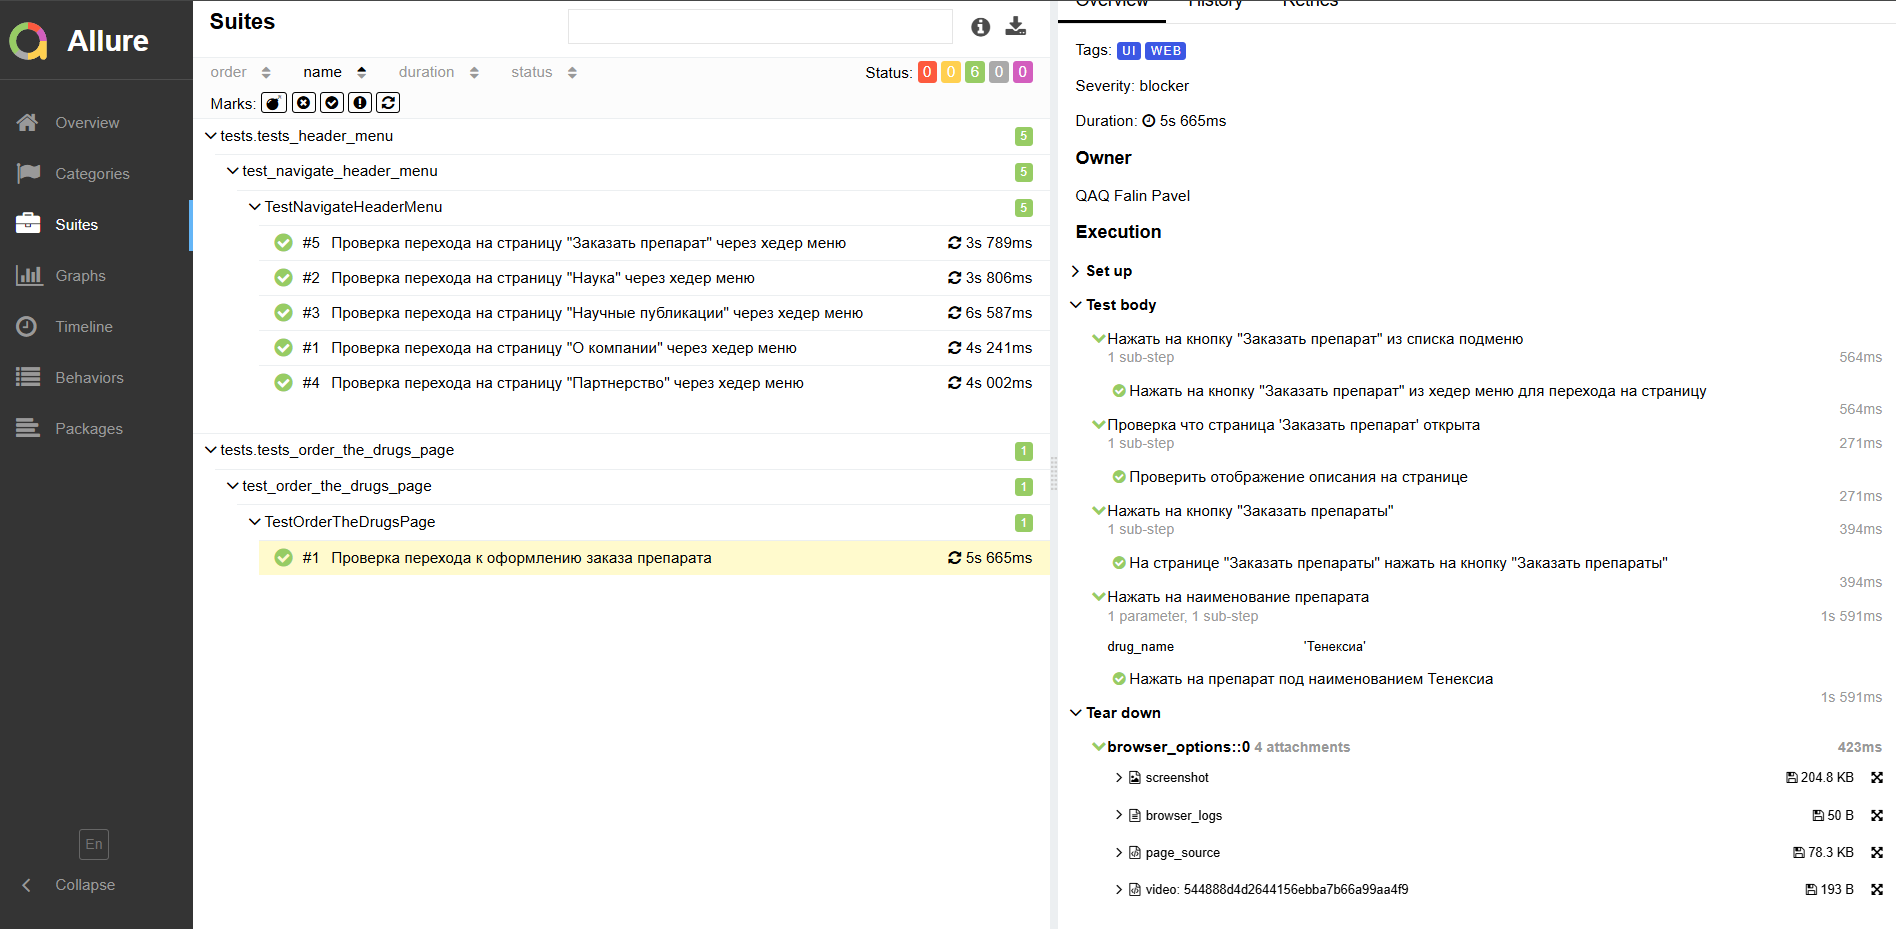 Allure
Overview
Categories
Suites
Graphs
Timeline
Behaviors
Packages
En
Collapse
Suites
order name duration status
Status: 0 0 6 0 0
Marks:
tests.tests_header_menu 5
test_navigate_header_menu 5
TestNavigateHeaderMenu 5
#5 Проверка перехода на страницу "Заказать препарат" через хедер меню 3s 789ms
#2 Проверка перехода на страницу "Наука" через хедер меню 3s 806ms
#3 Проверка перехода на страницу "Научные публикации" через хедер меню 6s 587ms
#1 Проверка перехода на страницу "О компании" через хедер меню 4s 241ms
#4 Проверка перехода на страницу "Партнерство" через хедер меню 4s 002ms
tests.tests_order_the_drugs_page 1
test_order_the_drugs_page 1
TestOrderTheDrugsPage 1
#1 Проверка перехода к оформлению заказа препарата 5s 665ms
Overview History Retries
Tags: UI WEB
Severity: blocker
Duration: 5s 665ms
Owner
QAQ Falin Pavel
Execution
Set up
Test body
Нажать на кнопку "Заказать препарат" из списка подменю
1 sub-step 564ms
Нажать на кнопку "Заказать препарат" из хедер меню для перехода на страницу
564ms
Проверка что страница 'Заказать препарат' открыта
1 sub-step 271ms
Проверить отображение описания на странице
271ms
Нажать на кнопку "Заказать препараты"
1 sub-step 394ms
На странице "Заказать препараты" нажать на кнопку "Заказать препараты"
394ms
Нажать на наименование препарата
1 parameter, 1 sub-step 1s 591ms
drug_name 'Тенексиа'
Нажать на препарат под наименованием Тенексиа
1s 591ms
Tear down
browser_options::0 4 attachments 423ms
screenshot 204.8 KB
browser_logs 50 B
page_source 78.3 KB
video: 544888d4d2644156ebba7b66a99aa4f9 193 B